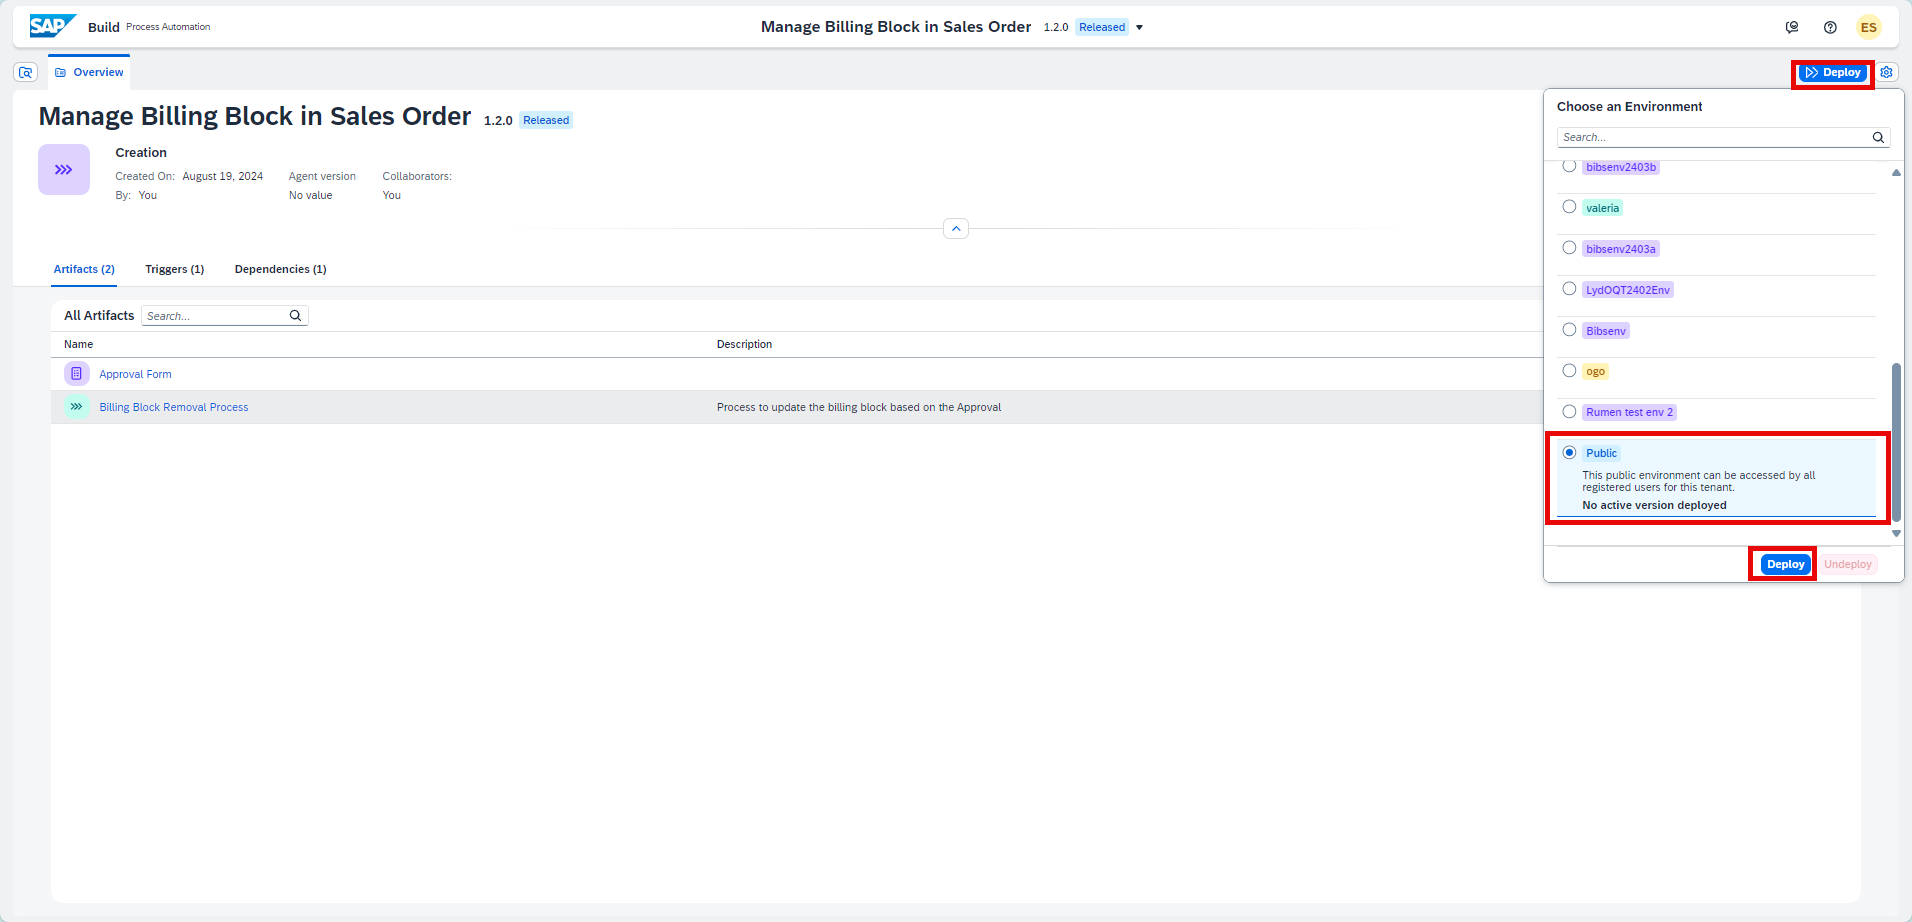 SAP Build Process Automation
Manage Billing Block in Sales Order 1.2.0 Released
ES
Overview
Deploy
Manage Billing Block in Sales Order 1.2.0 Released
Creation
Created On: August 19, 2024
By: You
Agent version
No value
Collaborators:
You
Artifacts (2) Triggers (1) Dependencies (1)
All Artifacts Search...
Name Description
Approval Form
Billing Block Removal Process Process to update the billing block based on the Approval
Choose an Environment
Search...
bibsenv2403b
valeria
bibsenv2403a
LydOQT2402Env
Bibsenv
ogo
Rumen test env 2
Public
This public environment can be accessed by all
registered users for this tenant.
No active version deployed
Deploy Undeploy